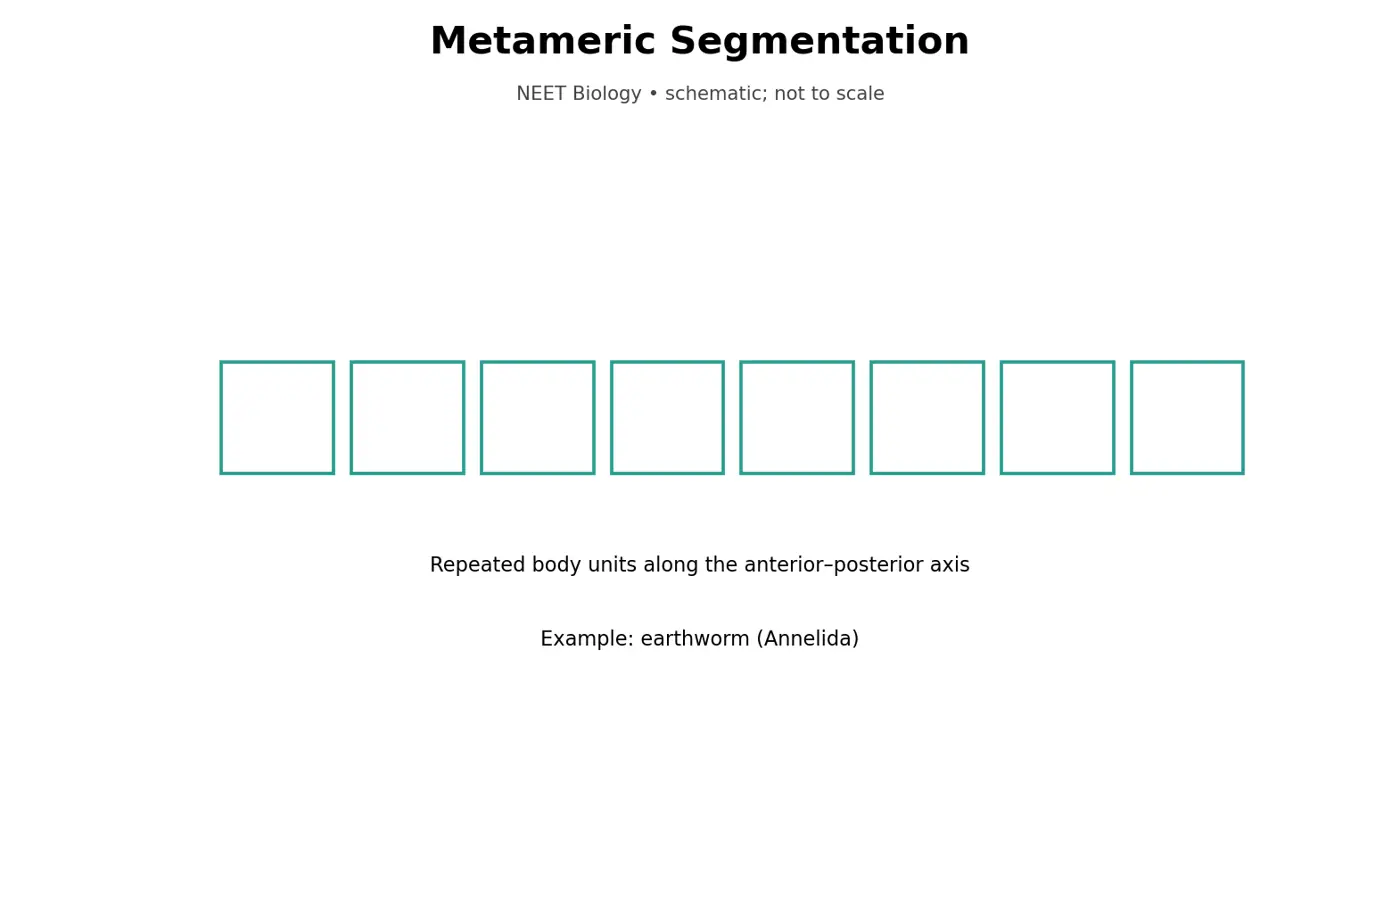 Metameric Segmentation
NEET Biology • schematic; not to scale
Repeated body units along the anterior–posterior axis
Example: earthworm (Annelida)